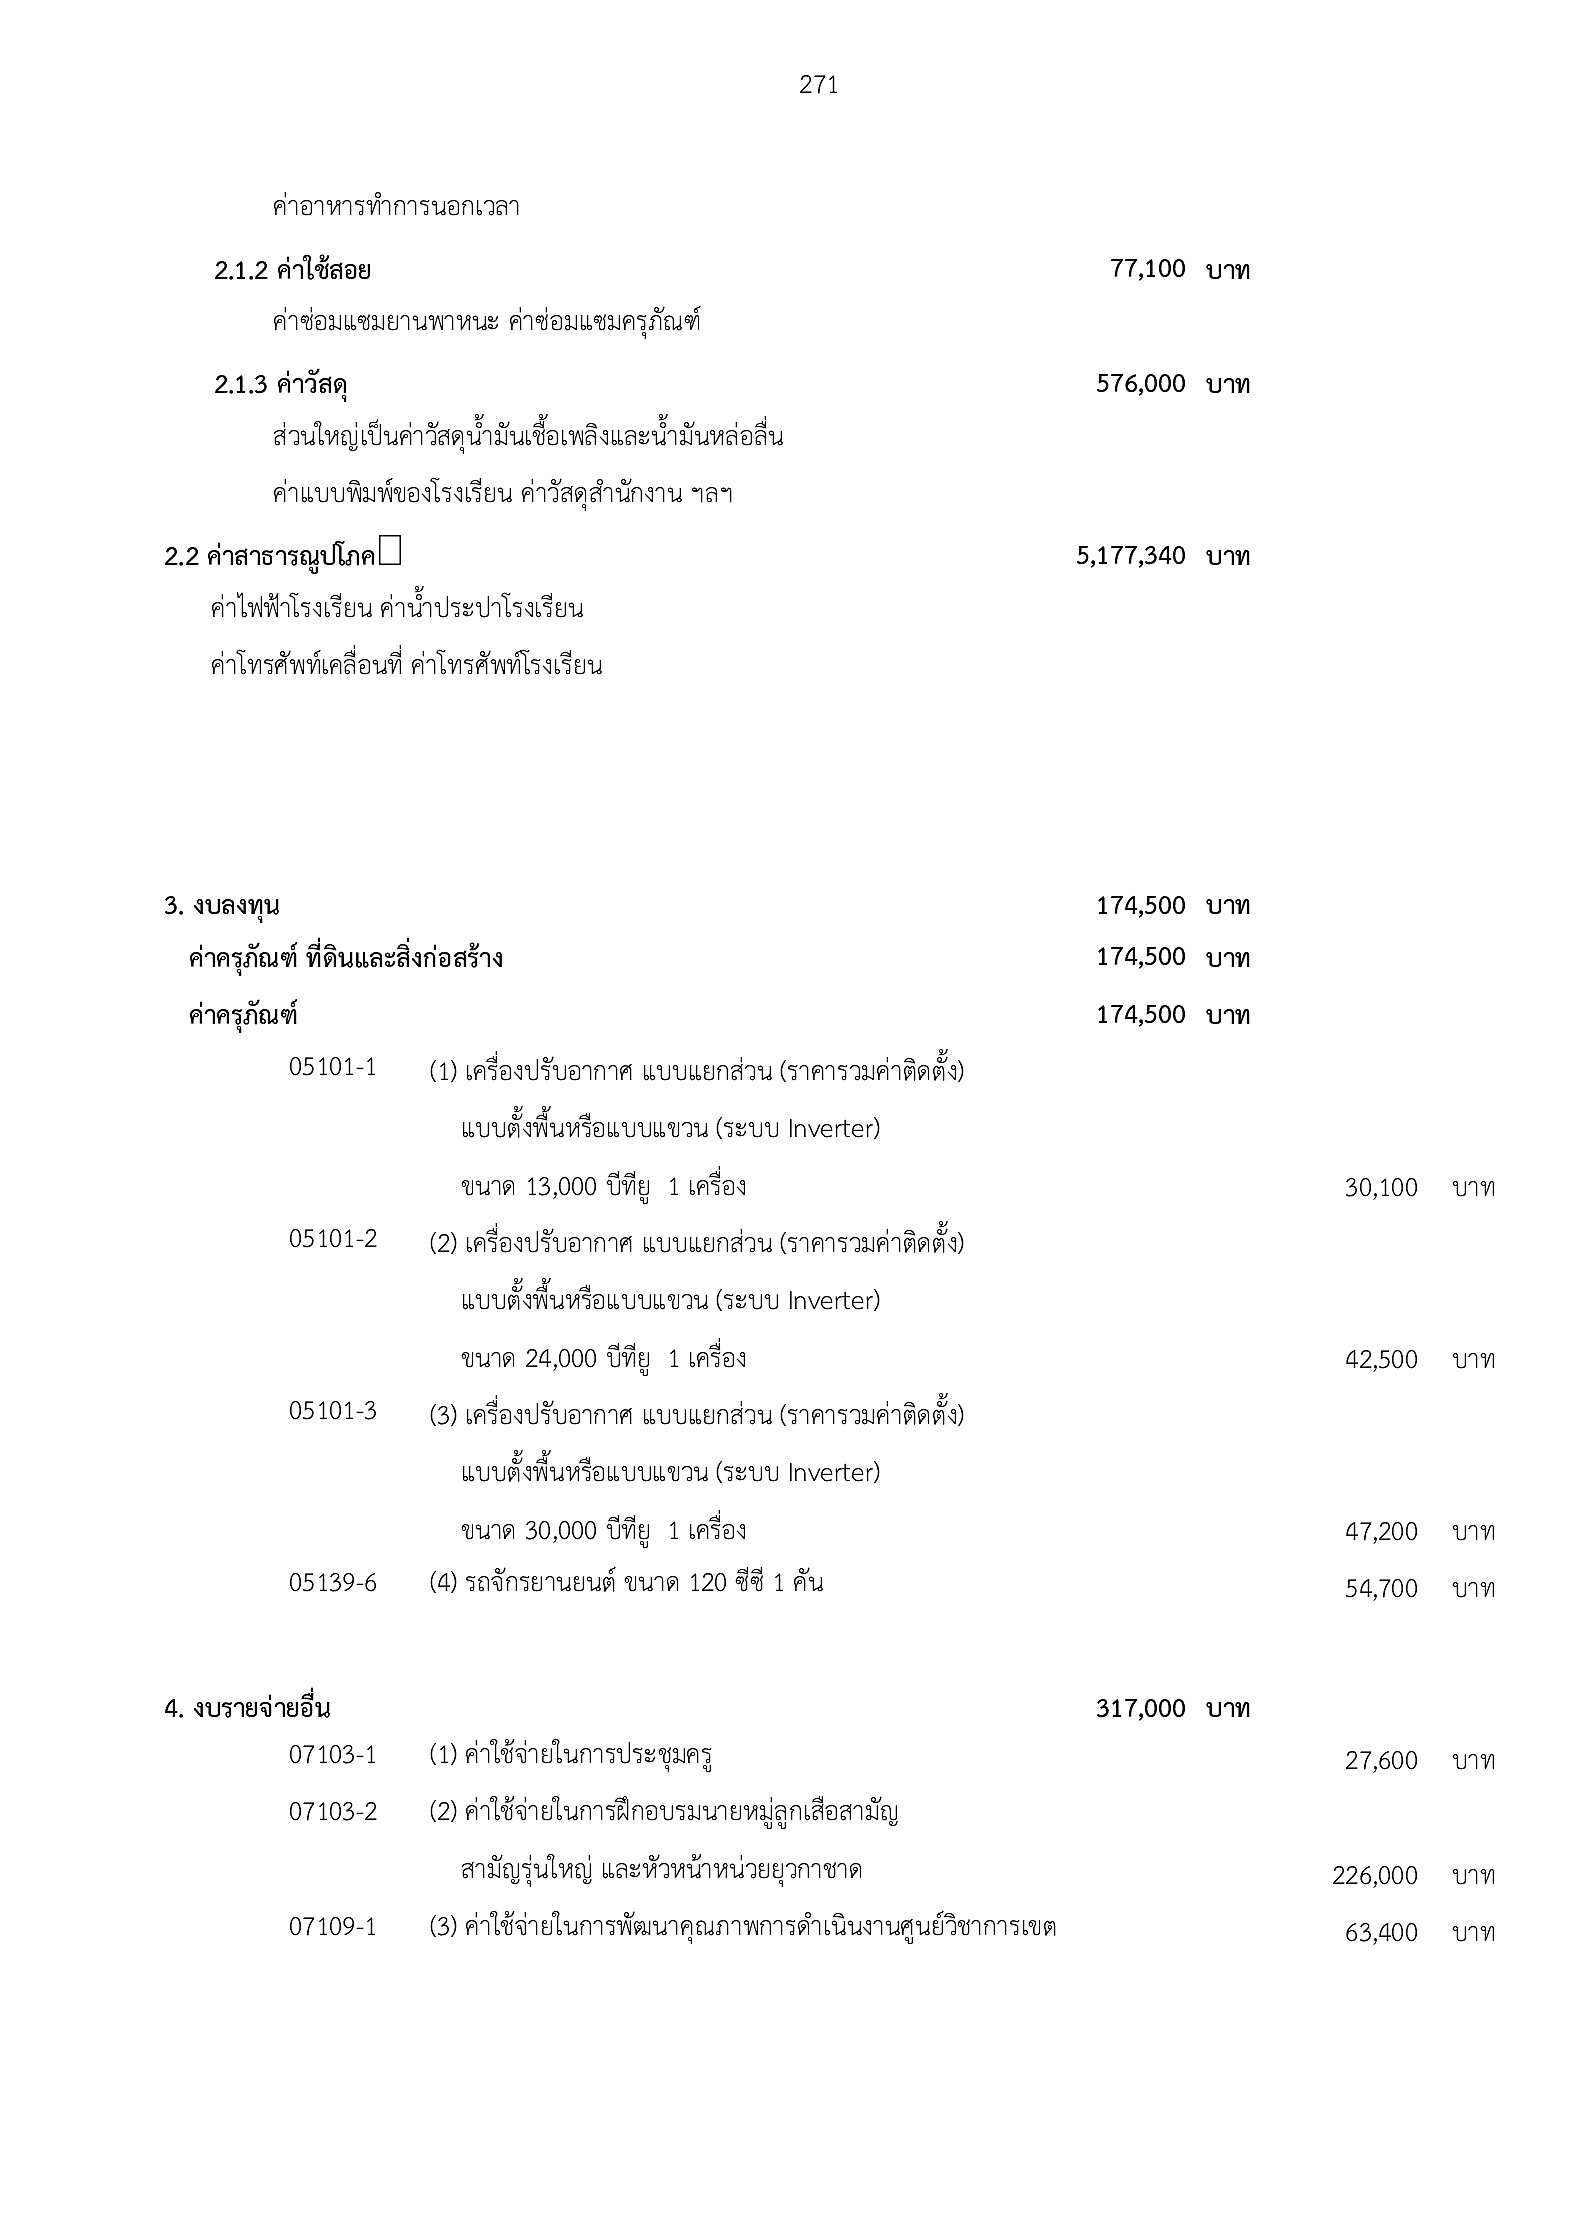 271
ค่าอาหารทำการนอกเวลา
2.1.2 ค่าใช้สอย 77,100 บาท
ค่าซ่อมแซมยานพาหนะ ค่าซ่อมแซมครุภัณฑ์
2.1.3 ค่าวัสดุ 576,000 บาท
ส่วนใหญ่เป็นค่าวัสดุน้ำมันเชื้อเพลิงและน้ำมันหล่อลื่น
ค่าแบบพิมพ์ของโรงเรียน ค่าวัสดุสำนักงาน ฯลฯ
2.2 ค่าสาธารณูปโภค 5,177,340 บาท
ค่าไฟฟ้าโรงเรียน ค่าน้ำประปาโรงเรียน
ค่าโทรศัพท์เคลื่อนที่ ค่าโทรศัพท์โรงเรียน
3. งบลงทุน 174,500 บาท
ค่าครุภัณฑ์ ที่ดินและสิ่งก่อสร้าง 174,500 บาท
ค่าครุภัณฑ์ 174,500 บาท
05101-1 (1) เครื่องปรับอากาศ แบบแยกส่วน (ราคารวมค่าติดตั้ง)
แบบตั้งพื้นหรือแบบแขวน (ระบบ Inverter)
ขนาด 13,000 บีทียู 1 เครื่อง 30,100 บาท
05101-2 (2) เครื่องปรับอากาศ แบบแยกส่วน (ราคารวมค่าติดตั้ง)
แบบตั้งพื้นหรือแบบแขวน (ระบบ Inverter)
ขนาด 24,000 บีทียู 1 เครื่อง 42,500 บาท
05101-3 (3) เครื่องปรับอากาศ แบบแยกส่วน (ราคารวมค่าติดตั้ง)
แบบตั้งพื้นหรือแบบแขวน (ระบบ Inverter)
ขนาด 30,000 บีทียู 1 เครื่อง 47,200 บาท
05139-6 (4) รถจักรยานยนต์ ขนาด 120 ซีซี 1 คัน 54,700 บาท
4. งบรายจ่ายอื่น 317,000 บาท
07103-1 (1) ค่าใช้จ่ายในการประชุมครู 27,600 บาท
07103-2 (2) ค่าใช้จ่ายในการฝึกอบรมนายหมู่ลูกเสือสามัญ
สามัญรุ่นใหญ่ และหัวหน้าหน่วยยุวกาชาด 226,000 บาท
07109-1 (3) ค่าใช้จ่ายในการพัฒนาคุณภาพการดำเนินงานศูนย์วิชาการเขต 63,400 บาท